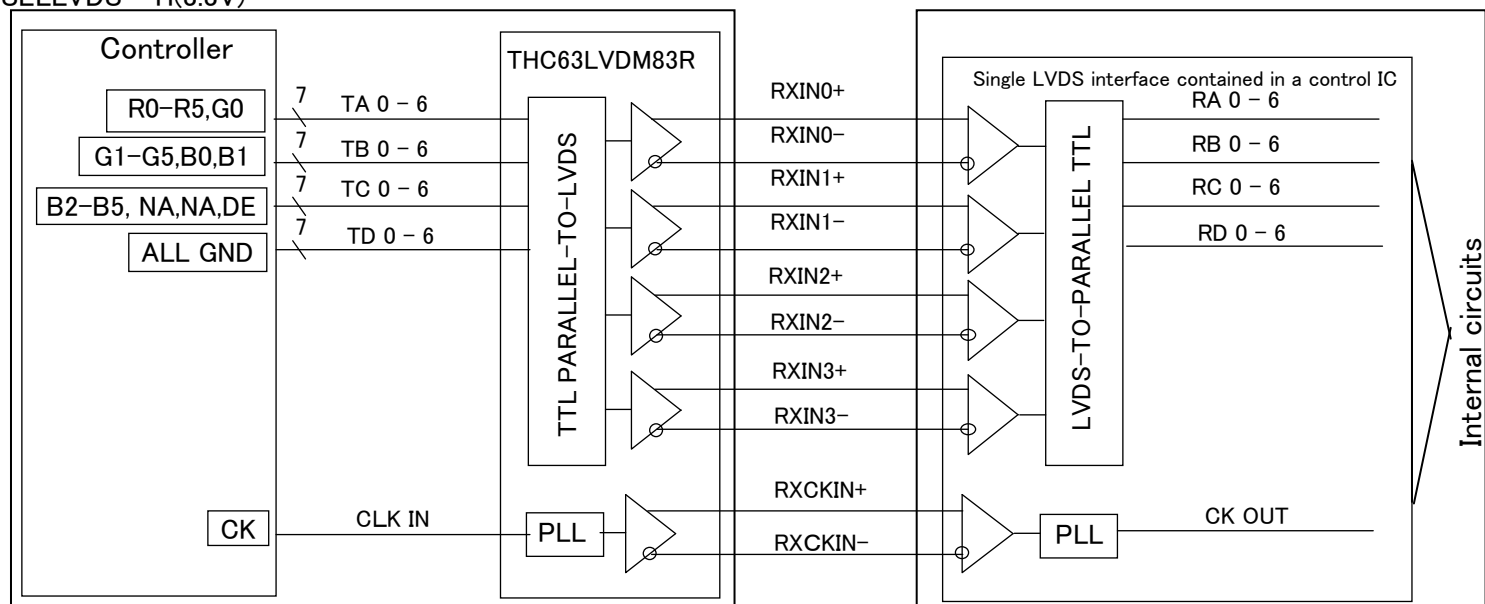 Controller
THC63LVDM83R
Single LVDS interface contained in a control IC
R0-R5,G0
7
TA 0 - 6
RXIN0+
RA 0 - 6
G1-G5,B0,B1
7
TB 0 - 6
RXIN0-
RB 0 - 6
B2-B5, NA,NA,DE
7
TC 0 - 6
RXIN1+
RC 0 - 6
ALL GND
7
TD 0 - 6
RXIN1-
RD 0 - 6
TTL PARALLEL-TO-LVDS
RXIN2+
RXIN2-
RXIN3+
RXIN3-
LVDS-TO-PARALLEL TTL
Internal circuits
CK
CLK IN
PLL
RXCKIN+
RXCKIN-
PLL
CK OUT